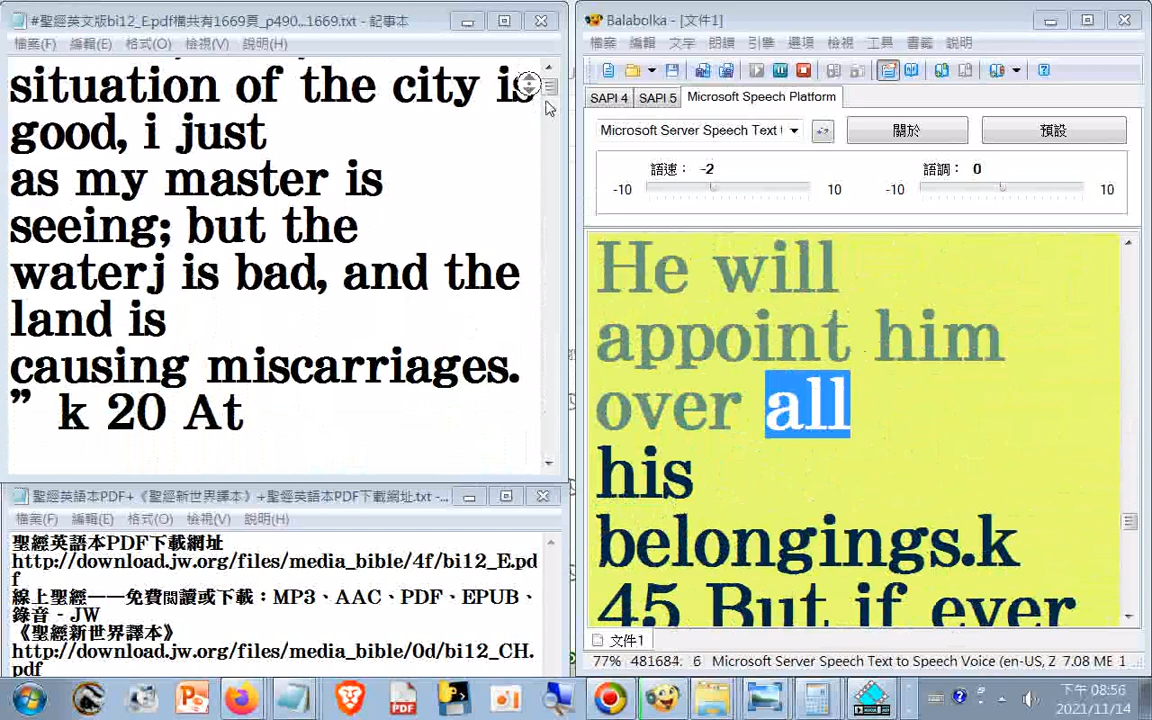 #聖經英文版bi12_E.pdf檔共有1669頁_p490...1669.txt - 記事本
檔案(F) 編輯(E) 格式(O) 檢視(V) 說明(H)
situation of the city is
good, i just
as my master is
seeing; but the
waterj is bad, and the
land is
causing miscarriages.
” k 20 At
聖經英語本PDF+《聖經新世界譯本》+聖經英語本PDF下載網址.txt - ...
檔案(F) 編輯(E) 格式(O) 檢視(V) 說明(H)
聖經英語本PDF下載網址
http://download.jw.org/files/media_bible/4f/bi12_E.pd
f
線上聖經──免費閱讀或下載：MP3、AAC、PDF、EPUB、
錄音 - JW
《聖經新世界譯本》
http://download.jw.org/files/media_bible/0d/bi12_CH.
pdf
Balabolka - [文件1]
檔案 編輯 文字 朗讀 引擎 選項 檢視 工具 書籤 說明
SAPI 4 SAPI 5 Microsoft Speech Platform
Microsoft Server Speech Text 關於 預設
語速： -2 語調： 0
-10 10 -10 10
He will
appoint him
over all
his
belongings.k
45 But if ever
文件1
77% 481684: 6 Microsoft Server Speech Text to Speech Voice (en-US, Z 7.08 ME 1
下午 08:56
2021/11/14